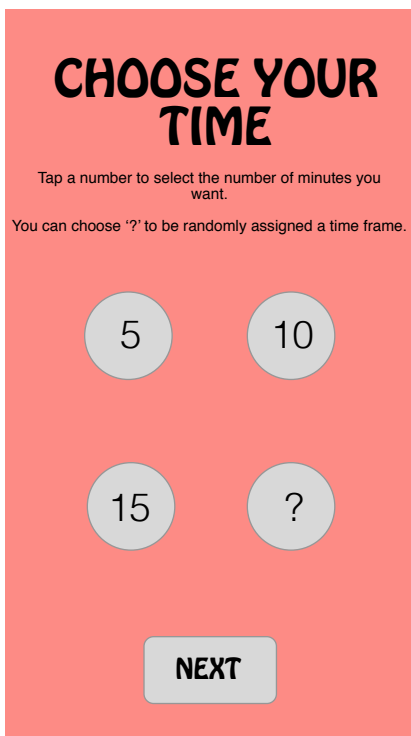 CHOOSE YOUR
TIME
Tap a number to select the number of minutes you
want.
You can choose ‘?’ to be randomly assigned a time frame.
5
10
15
?
NEXT